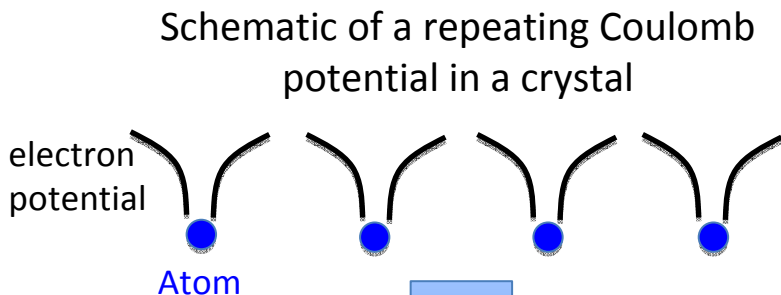 Schematic of a repeating Coulomb
potential in a crystal
electron
potential
Atom